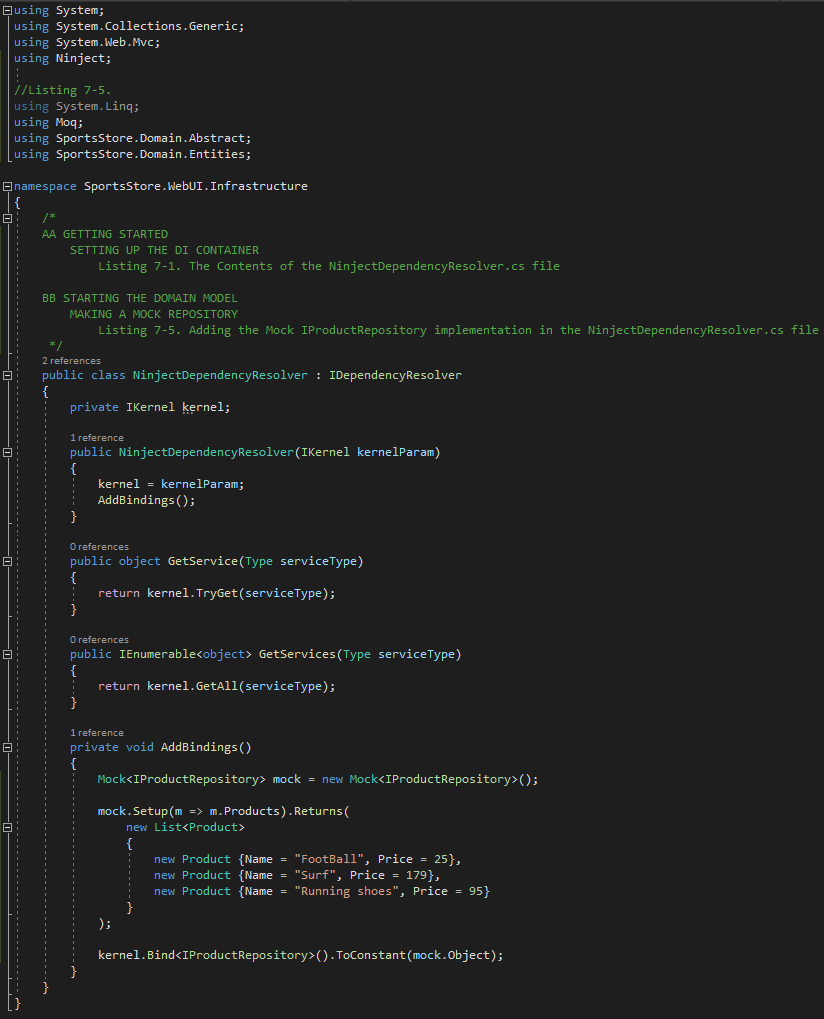 using System;
using System.Collections.Generic;
using System.Web.Mvc;
using Ninject;

//Listing 7-5.
using System.Linq;
using Moq;
using SportsStore.Domain.Abstract;
using SportsStore.Domain.Entities;

namespace SportsStore.WebUI.Infrastructure
{
    /*
    AA GETTING STARTED
        SETTING UP THE DI CONTAINER
            Listing 7-1. The Contents of the NinjectDependencyResolver.cs file

    BB STARTING THE DOMAIN MODEL
        MAKING A MOCK REPOSITORY
            Listing 7-5. Adding the Mock IProductRepository implementation in the NinjectDependencyResolver.cs file
     */
    2 references
    public class NinjectDependencyResolver : IDependencyResolver
    {
        private IKernel kernel;

        1 reference
        public NinjectDependencyResolver(IKernel kernelParam)
        {
            kernel = kernelParam;
            AddBindings();
        }

        0 references
        public object GetService(Type serviceType)
        {
            return kernel.TryGet(serviceType);
        }

        0 references
        public IEnumerable<object> GetServices(Type serviceType)
        {
            return kernel.GetAll(serviceType);
        }

        1 reference
        private void AddBindings()
        {
            Mock<IProductRepository> mock = new Mock<IProductRepository>();

            mock.Setup(m => m.Products).Returns(
                new List<Product>
                {
                    new Product {Name = "FootBall", Price = 25},
                    new Product {Name = "Surf", Price = 179},
                    new Product {Name = "Running shoes", Price = 95}
                }
            );

            kernel.Bind<IProductRepository>().ToConstant(mock.Object);
        }
    }
}